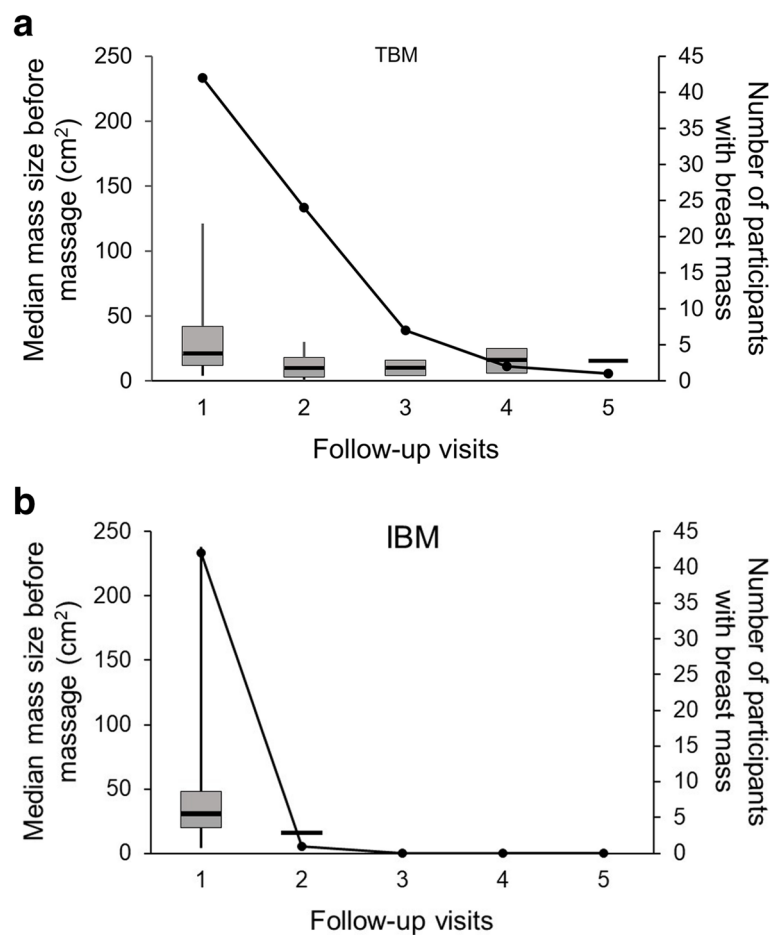 a
TBM
250
200
150
100
50
0
Median mass size before
massage (cm²)
45
40
35
30
25
20
15
10
5
0
Number of participants
with breast mass
1 2 3 4 5
Follow-up visits
b
IBM
250
200
150
100
50
0
Median mass size before
massage (cm²)
45
40
35
30
25
20
15
10
5
0
Number of participants
with breast mass
1 2 3 4 5
Follow-up visits